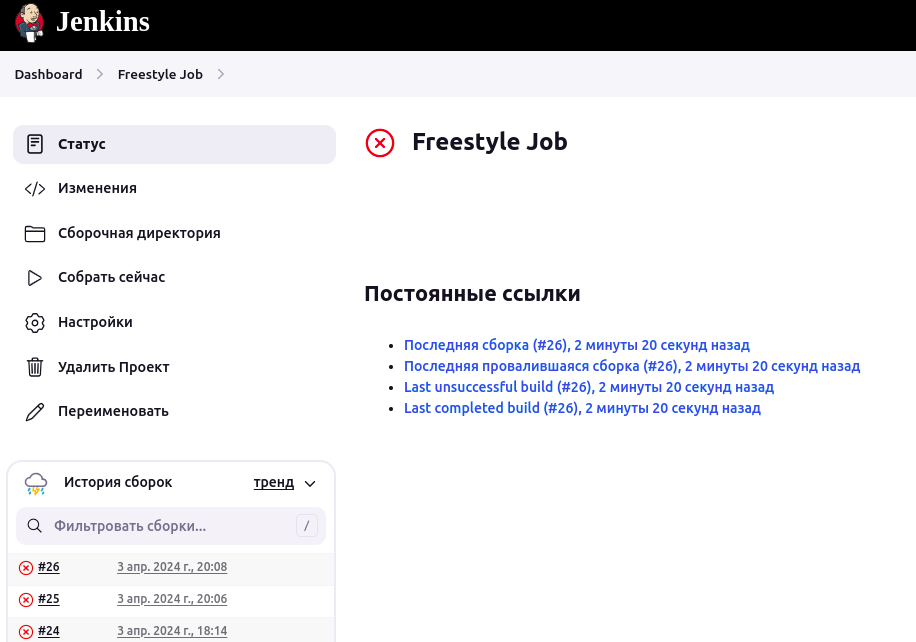 Jenkins
Dashboard > Freestyle Job >
Статус
Изменения
Сборочная директория
Собрать сейчас
Настройки
Удалить Проект
Переименовать
Freestyle Job
Постоянные ссылки
Последняя сборка (#26), 2 минуты 20 секунд назад
Последняя провалившаяся сборка (#26), 2 минуты 20 секунд назад
Last unsuccessful build (#26), 2 минуты 20 секунд назад
Last completed build (#26), 2 минуты 20 секунд назад
История сборок тренд
Фильтровать сборки... /
#26 3 апр. 2024 г., 20:08
#25 3 апр. 2024 г., 20:06
#24 3 апр. 2024 г., 18:14